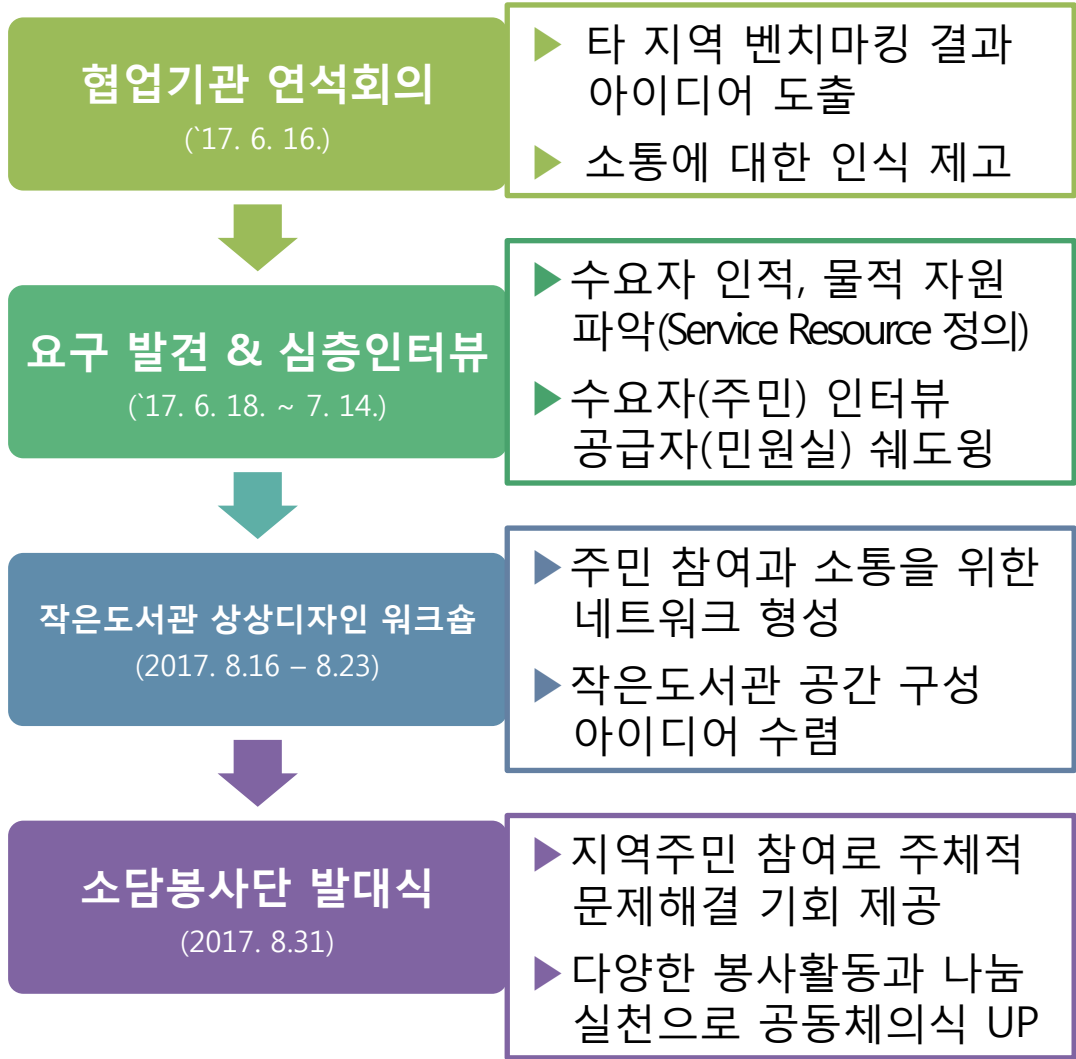 협업기관 연석회의
(`17. 6. 16.)
▶ 타 지역 벤치마킹 결과
아이디어 도출
▶ 소통에 대한 인식 제고
요구 발견 & 심층인터뷰
(`17. 6. 18. ~ 7. 14.)
▶수요자 인적, 물적 자원
파악(Service Resource 정의)
▶수요자(주민) 인터뷰
공급자(민원실) 쉐도윙
작은도서관 상상디자인 워크숍
(2017. 8.16 – 8.23)
▶주민 참여과 소통을 위한
네트워크 형성
▶작은도서관 공간 구성
아이디어 수렴
소담봉사단 발대식
(2017. 8.31)
▶지역주민 참여로 주체적
문제해결 기회 제공
▶다양한 봉사활동과 나눔
실천으로 공동체의식 UP